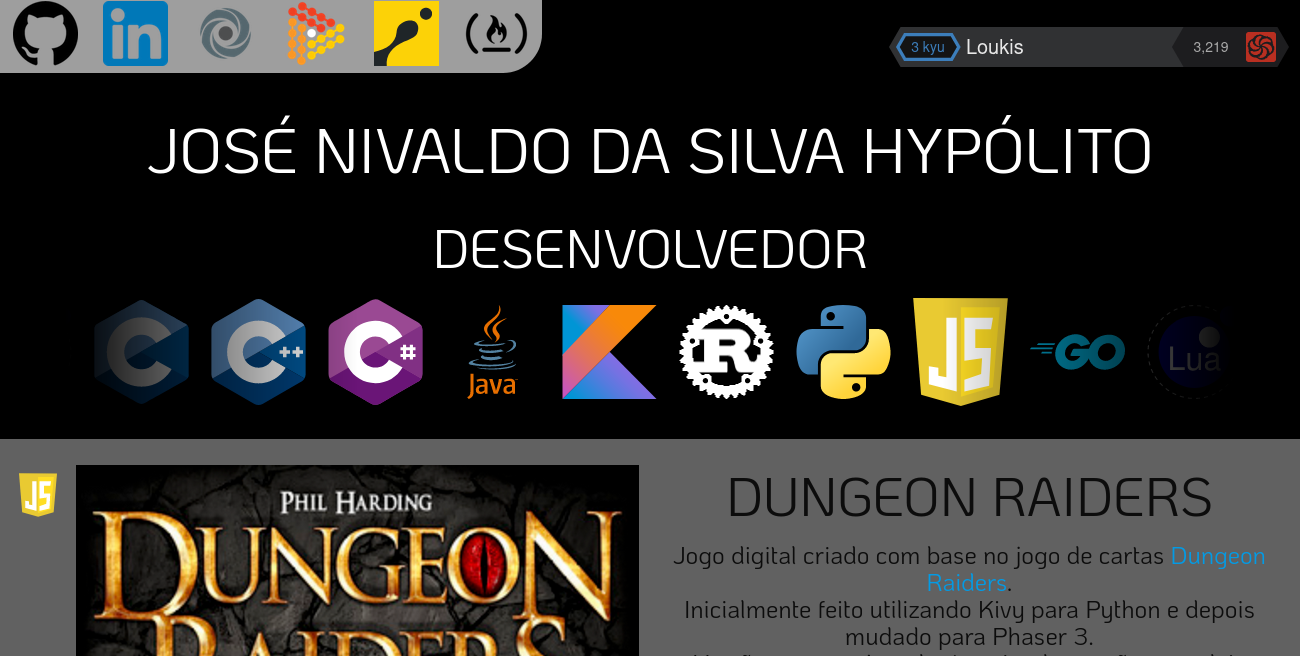 3 kyu Loukis 3,219
JOSÉ NIVALDO DA SILVA HYPÓLITO
DESENVOLVEDOR
C C++ C# Java R JS GO Lua
JS
PHIL HARDING
DUNGEON
RAIDERS
DUNGEON RAIDERS
Jogo digital criado com base no jogo de cartas Dungeon
Raiders.
Inicialmente feito utilizando Kivy para Python e depois
mudado para Phaser 3.